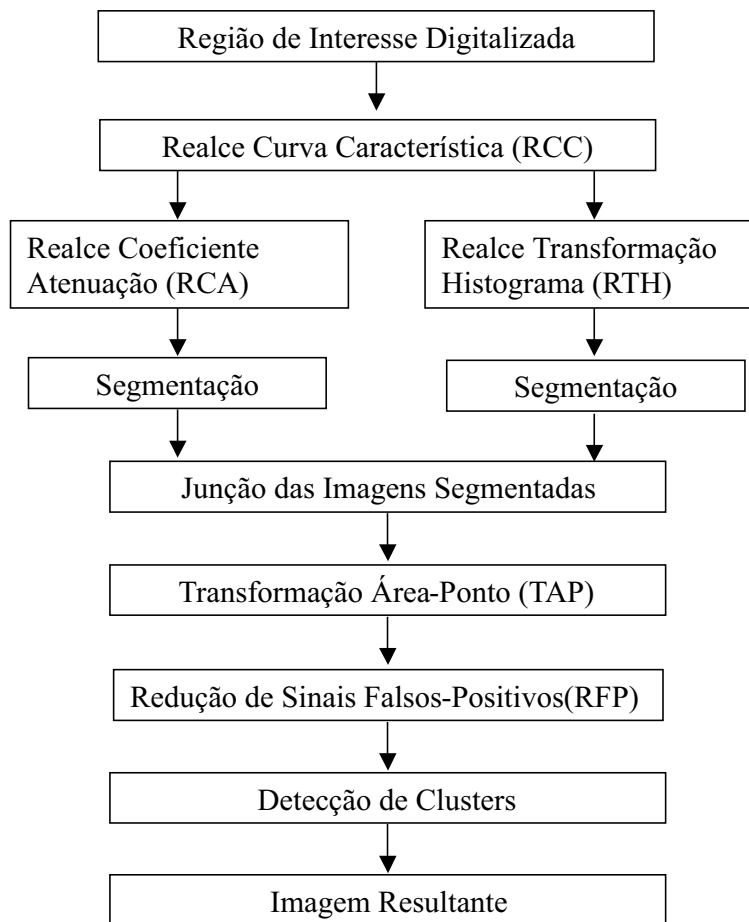 Região de Interesse Digitalizada
Realce Curva Característica (RCC)
Realce Coeficiente
Atenuação (RCA)
Realce Transformação
Histograma (RTH)
Segmentação
Segmentação
Junção das Imagens Segmentadas
Transformação Área-Ponto (TAP)
Redução de Sinais Falsos-Positivos(RFP)
Detecção de Clusters
Imagem Resultante